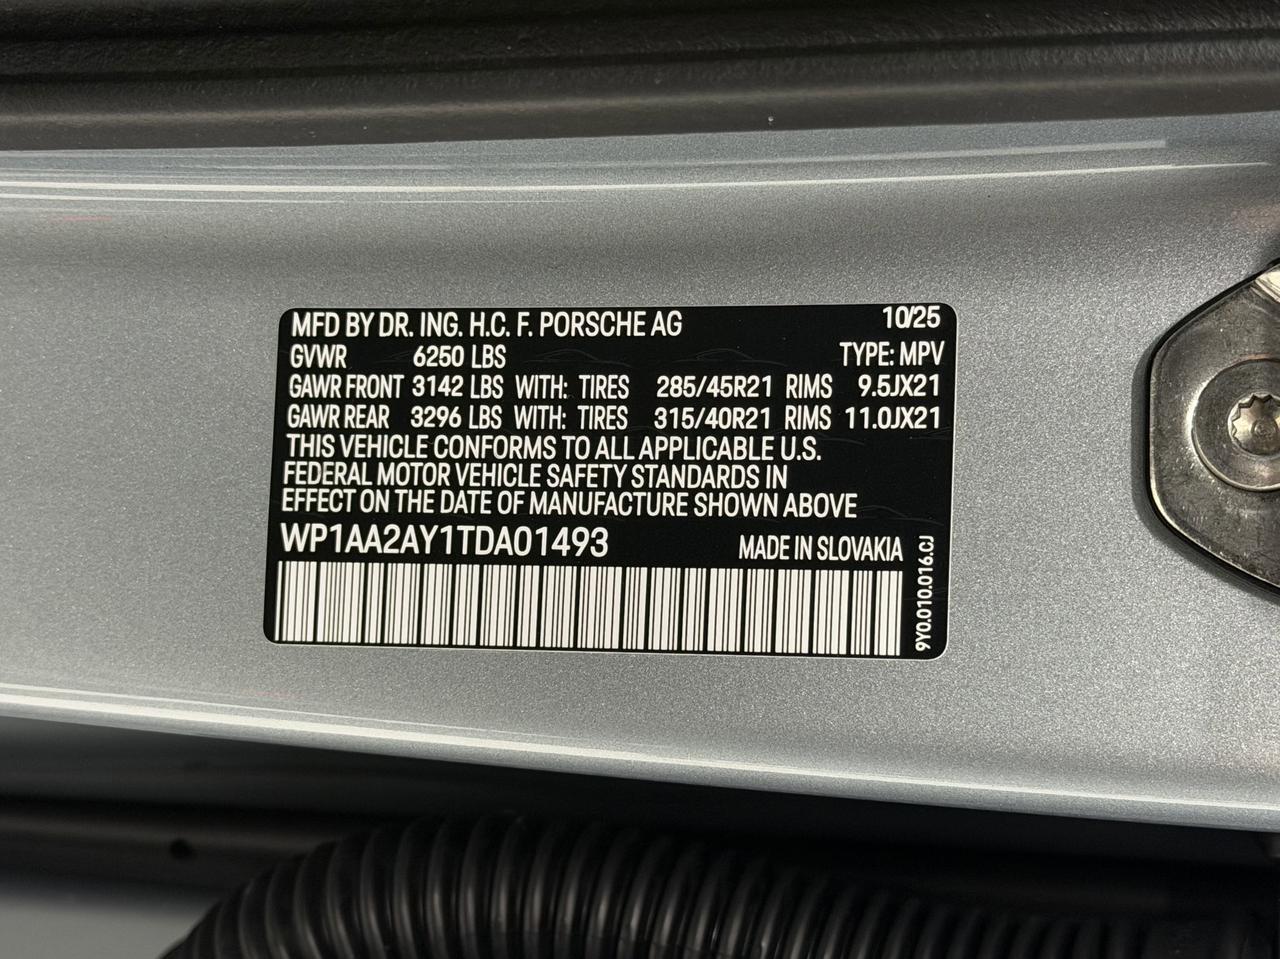 MFD BY DR. ING. H.C. F. PORSCHE AG 10/25
GVWR 6250 LBS TYPE: MPV
GAWR FRONT 3142 LBS WITH: TIRES 285/45R21 RIMS 9.5JX21
GAWR REAR 3296 LBS WITH: TIRES 315/40R21 RIMS 11.0JX21
THIS VEHICLE CONFORMS TO ALL APPLICABLE U.S.
FEDERAL MOTOR VEHICLE SAFETY STANDARDS IN
EFFECT ON THE DATE OF MANUFACTURE SHOWN ABOVE
WP1AA2AY1TDA01493 MADE IN SLOVAKIA
9Y0.010.016.CJ